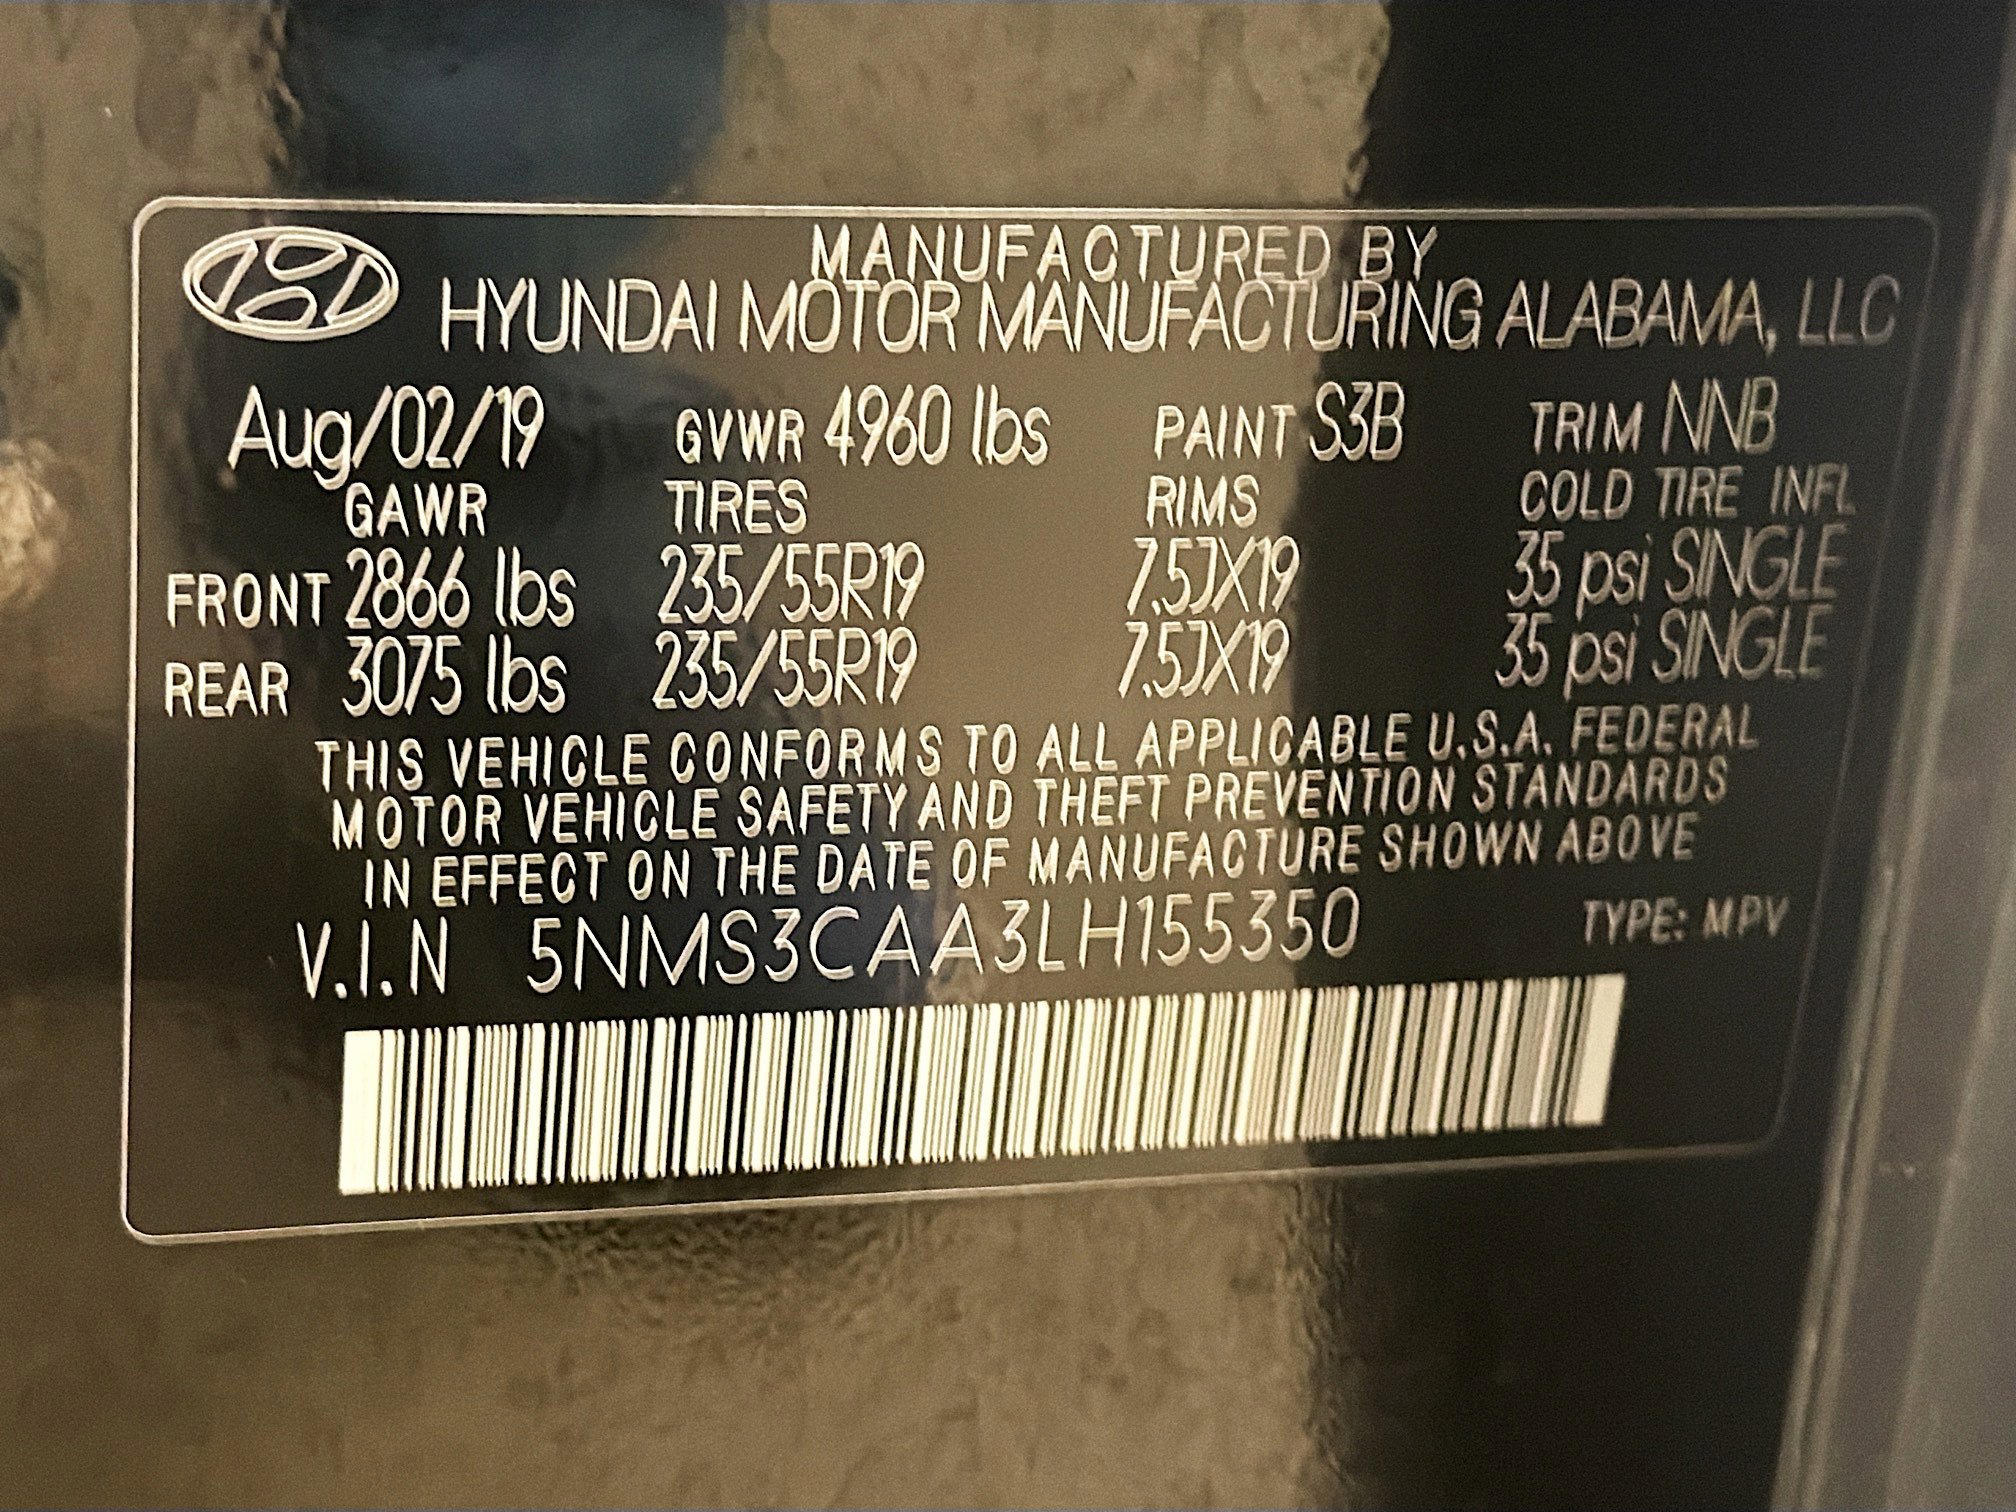 MANUFACTURED BY
HYUNDAI MOTOR MANUFACTURING ALABAMA, LLC
Aug/02/19 GVWR 4960 lbs PAINT S3B TRIM NNB
GAWR TIRES RIMS COLD TIRE INFL
FRONT 2866 lbs 235/55R19 7.5JX19 35 psi SINGLE
REAR 3075 lbs 235/55R19 7.5JX19 35 psi SINGLE
THIS VEHICLE CONFORMS TO ALL APPLICABLE U.S.A. FEDERAL
MOTOR VEHICLE SAFETY AND THEFT PREVENTION STANDARDS
IN EFFECT ON THE DATE OF MANUFACTURE SHOWN ABOVE
V.I.N 5NMS3CAA3LH155350 TYPE: MPV